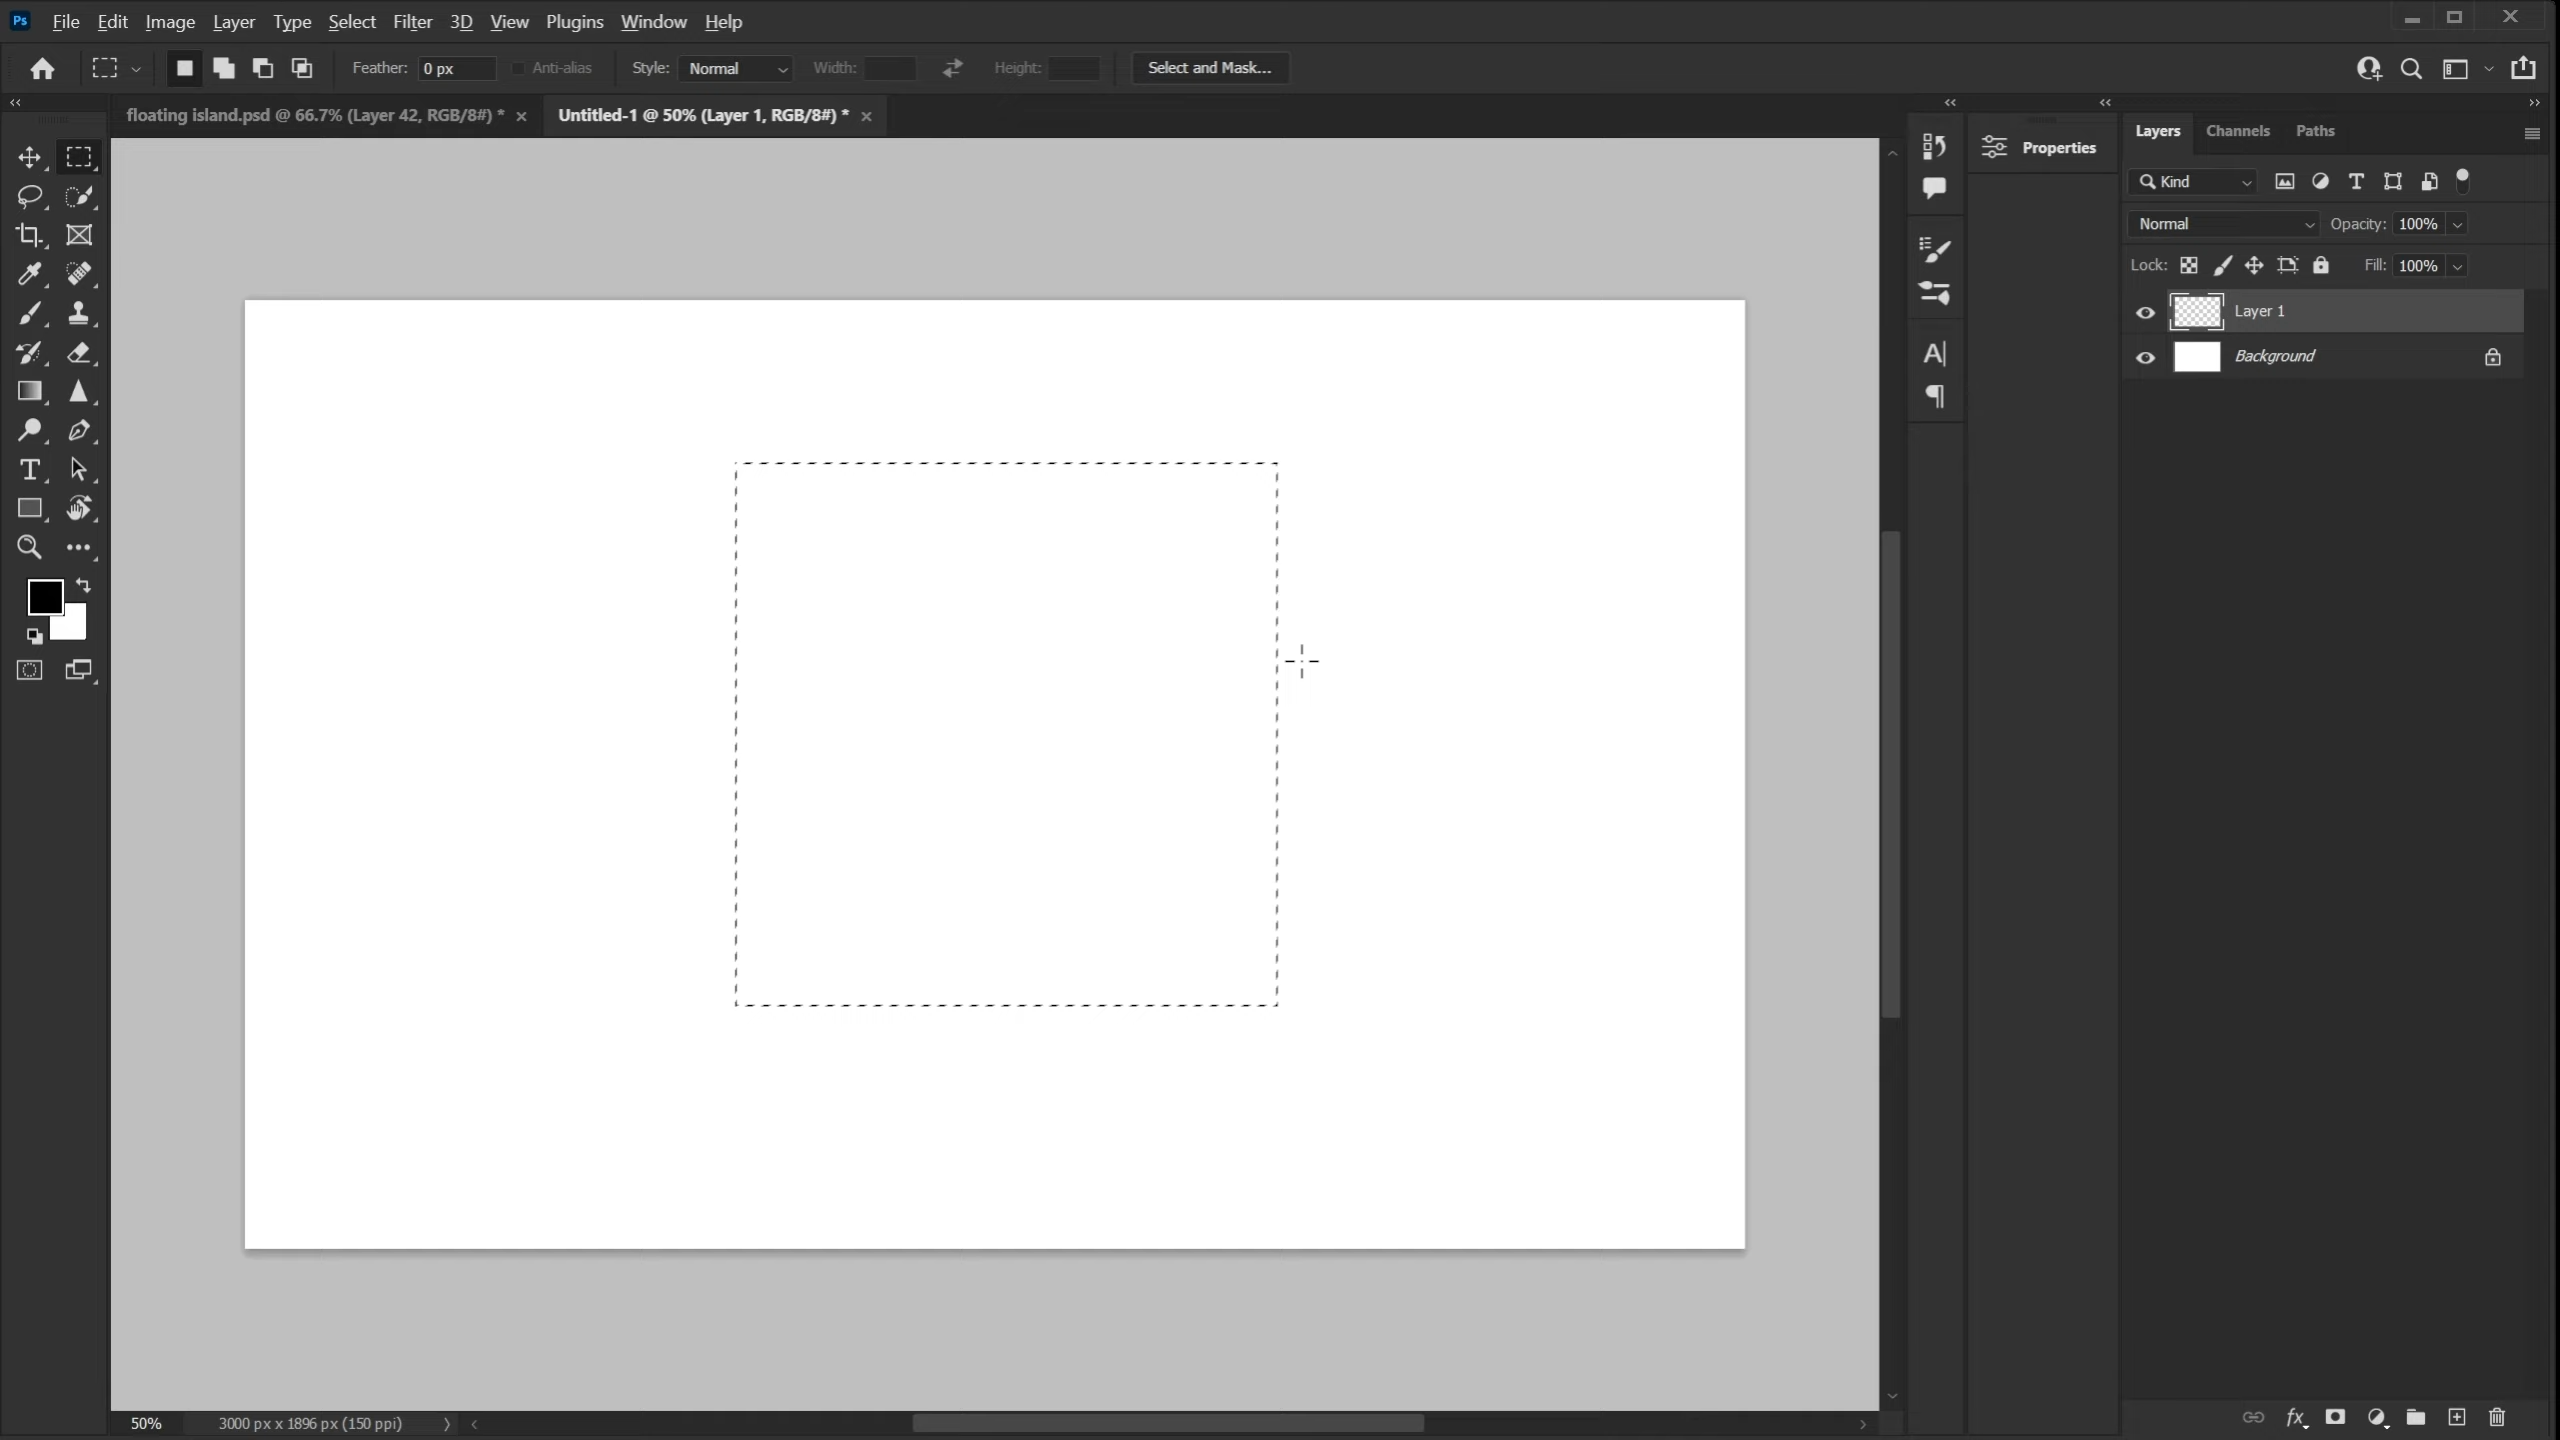 Ps File Edit Image Layer Type Select Filter 3D View Plugins Window Help
Feather: 0 px Anti-alias Style: Normal Width: Height: Select and Mask...
floating island.psd @ 66.7% (Layer 42, RGB/8#) * × Untitled-1 @ 50% (Layer 1, RGB/8#) * ×
Layers Channels Paths
Properties
Kind
Normal Opacity: 100%
Lock: Fill: 100%
Layer 1
Background
50% 3000 px x 1896 px (150 ppi)